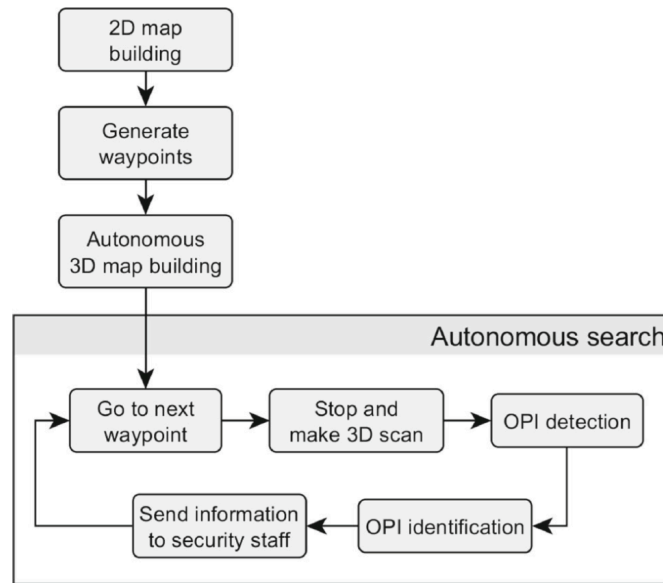 2D map
building
Generate
waypoints
Autonomous
3D map building
Autonomous search
Go to next
waypoint
Stop and
make 3D scan
OPI detection
Send information
to security staff
OPI identification